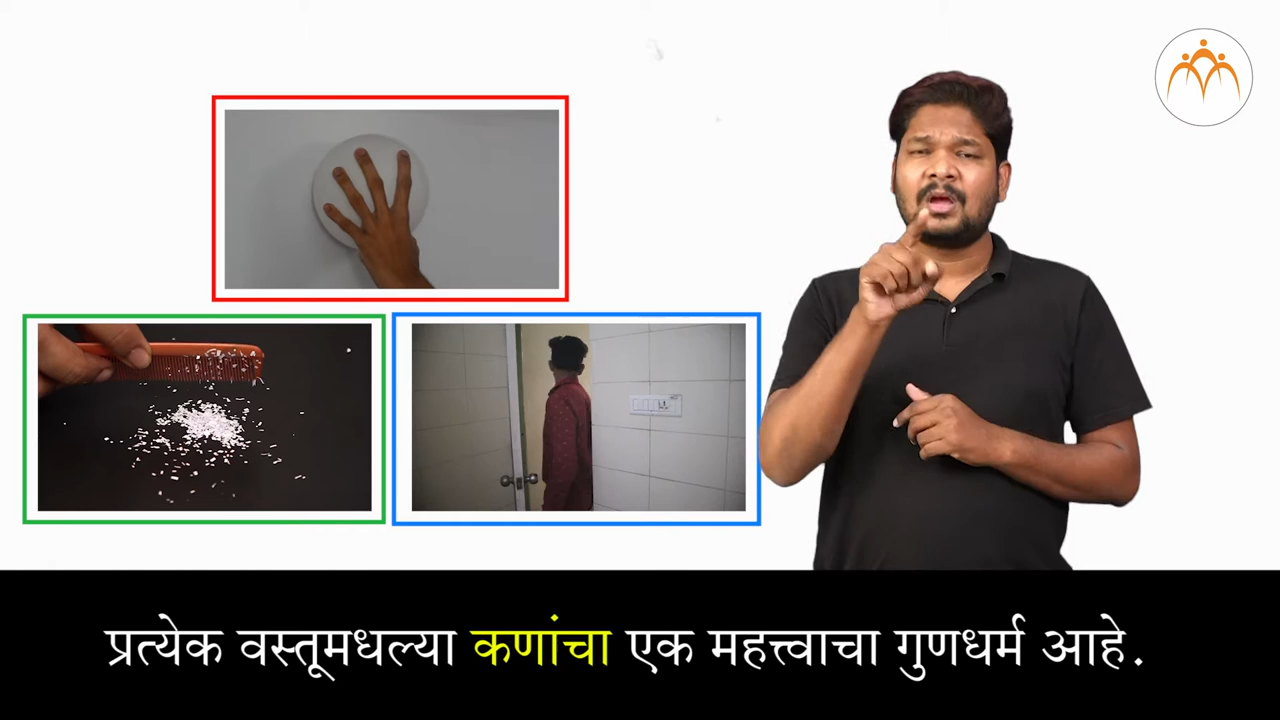 प्रत्येक वस्तूमधल्या कणांचा एक महत्त्वाचा गुणधर्म आहे.